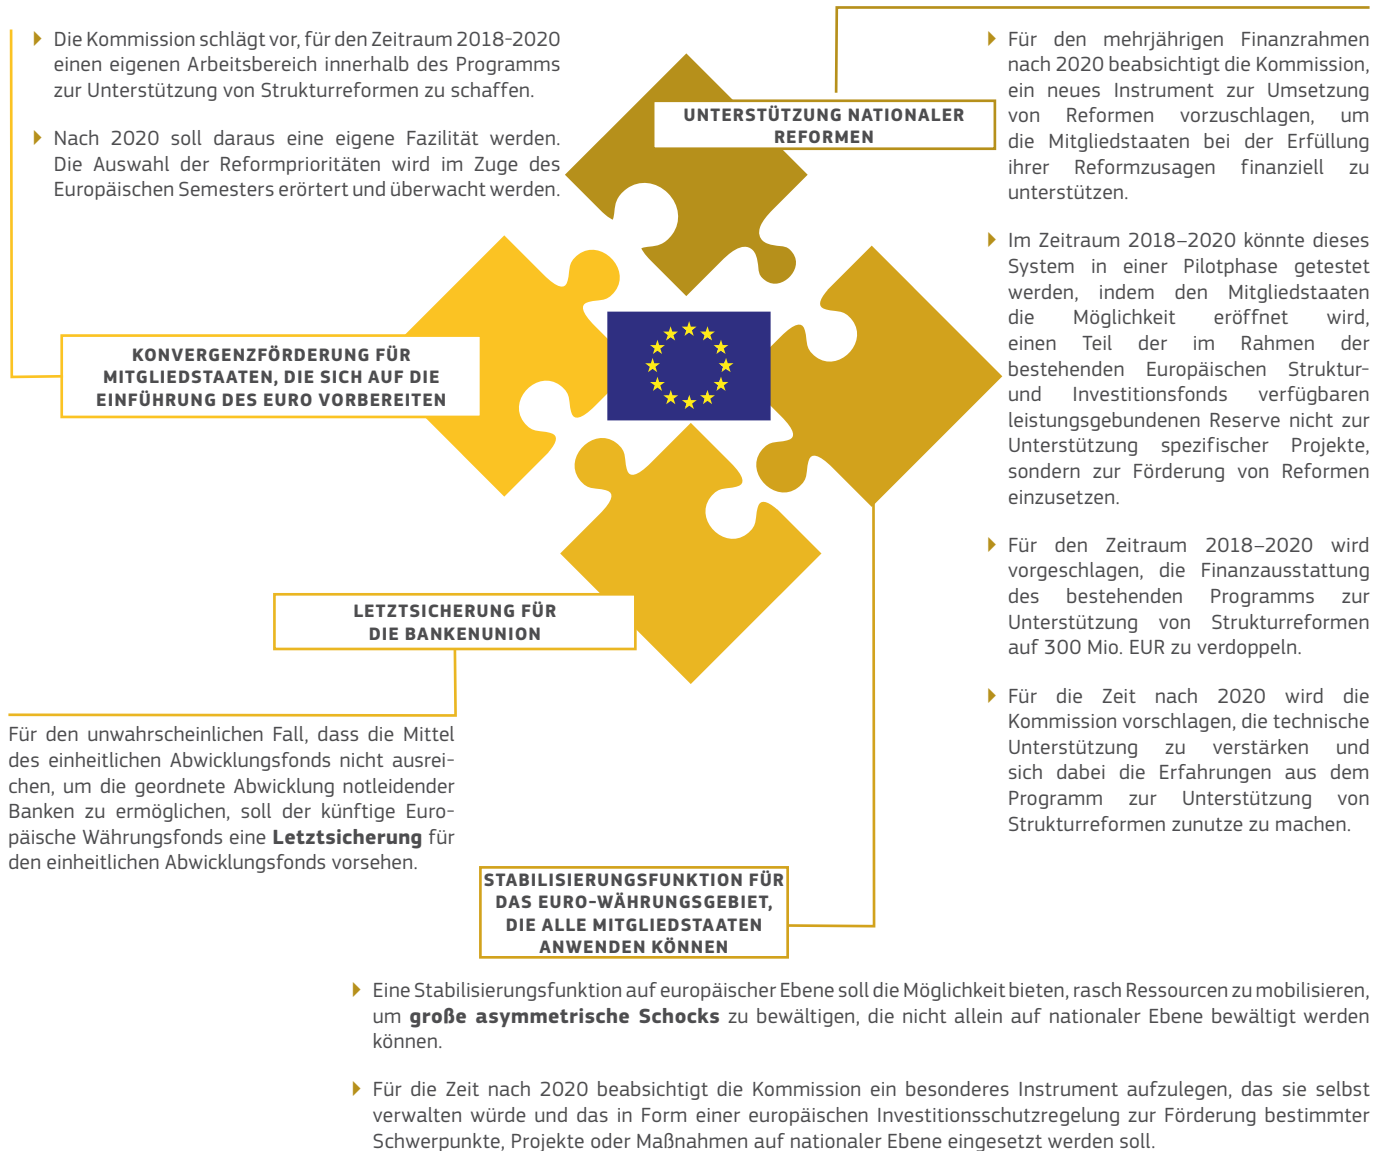 Die Kommission schlägt vor, für den Zeitraum 2018-2020
einen eigenen Arbeitsbereich innerhalb des Programms
zur Unterstützung von Strukturreformen zu schaffen.
Nach 2020 soll daraus eine eigene Fazilität werden.
Die Auswahl der Reformprioritäten wird im Zuge des
Europäischen Semesters erörtert und überwacht werden.
KONVERGENZFÖRDERUNG FÜR
MITGLIEDSTAATEN, DIE SICH AUF DIE
EINFÜHRUNG DES EURO VORBEREITEN
UNTERSTÜTZUNG NATIONALER
REFORMEN
Für den mehrjährigen Finanzrahmen
nach 2020 beabsichtigt die Kommission,
ein neues Instrument zur Umsetzung
von Reformen vorzuschlagen, um
die Mitgliedstaaten bei der Erfüllung
ihrer Reformzusagen finanziell zu
unterstützen.
Im Zeitraum 2018–2020 könnte dieses
System in einer Pilotphase getestet
werden, indem den Mitgliedstaaten
die Möglichkeit eröffnet wird,
einen Teil der im Rahmen der
bestehenden Europäischen Struktur-
und Investitionsfonds verfügbaren
leistungsgebundenen Reserve nicht zur
Unterstützung spezifischer Projekte,
sondern zur Förderung von Reformen
einzusetzen.
Für den Zeitraum 2018–2020 wird
vorgeschlagen, die Finanzausstattung
des bestehenden Programms zur
Unterstützung von Strukturreformen
auf 300 Mio. EUR zu verdoppeln.
Für die Zeit nach 2020 wird die
Kommission vorschlagen, die technische
Unterstützung zu verstärken und
sich dabei die Erfahrungen aus dem
Programm zur Unterstützung von
Strukturreformen zunutze zu machen.
LETZTSICHERUNG FÜR
DIE BANKENUNION
Für den unwahrscheinlichen Fall, dass die Mittel
des einheitlichen Abwicklungsfonds nicht ausrei-
chen, um die geordnete Abwicklung notleidender
Banken zu ermöglichen, soll der künftige Euro-
päische Währungsfonds eine Letztsicherung für
den einheitlichen Abwicklungsfonds vorsehen.
STABILISIERUNGSFUNKTION FÜR
DAS EURO-WÄHRUNGSGEBIET,
DIE ALLE MITGLIEDSTAATEN
ANWENDEN KÖNNEN
Eine Stabilisierungsfunktion auf europäischer Ebene soll die Möglichkeit bieten, rasch Ressourcen zu mobilisieren,
um große asymmetrische Schocks zu bewältigen, die nicht allein auf nationaler Ebene bewältigt werden
können.
Für die Zeit nach 2020 beabsichtigt die Kommission ein besonderes Instrument aufzulegen, das sie selbst
verwalten würde und das in Form einer europäischen Investitionsschutzregelung zur Förderung bestimmter
Schwerpunkte, Projekte oder Maßnahmen auf nationaler Ebene eingesetzt werden soll.